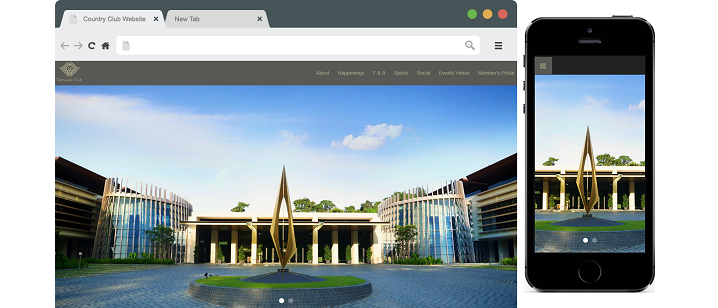 Country Club Website
New Tab
About Happenings F & B Sports Social Events Venue Member's Portal